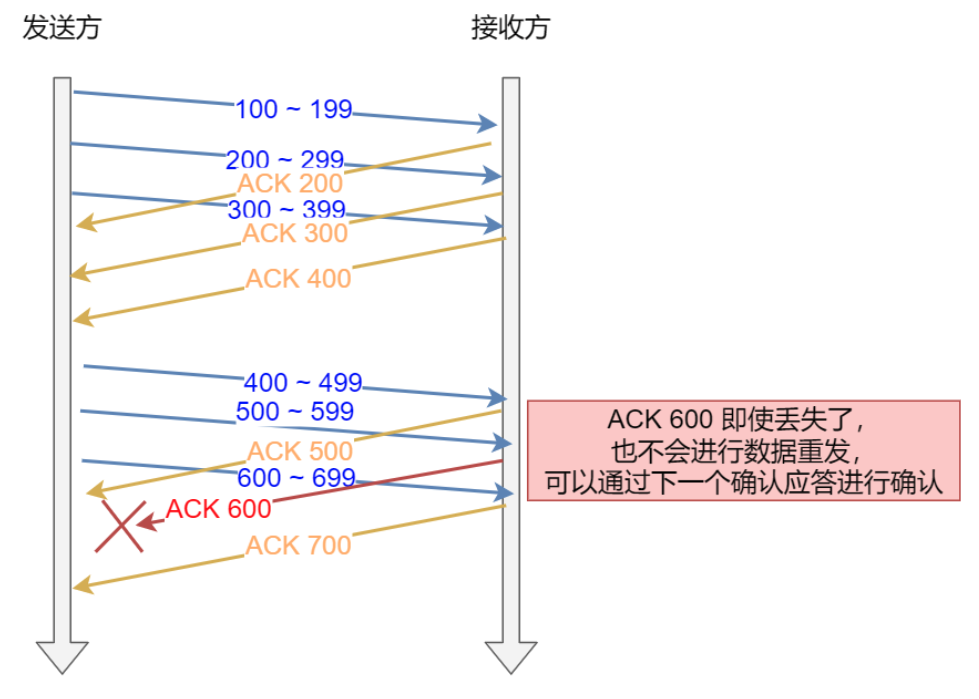 发送方
接收方
100 ~ 199
200 ~ 299
ACK 200
300 ~ 399
ACK 300
ACK 400
400 ~ 499
500 ~ 599
ACK 500
600 ~ 699
ACK 600
ACK 700
ACK 600 即使丢失了，
也不会进行数据重发，
可以通过下一个确认应答进行确认